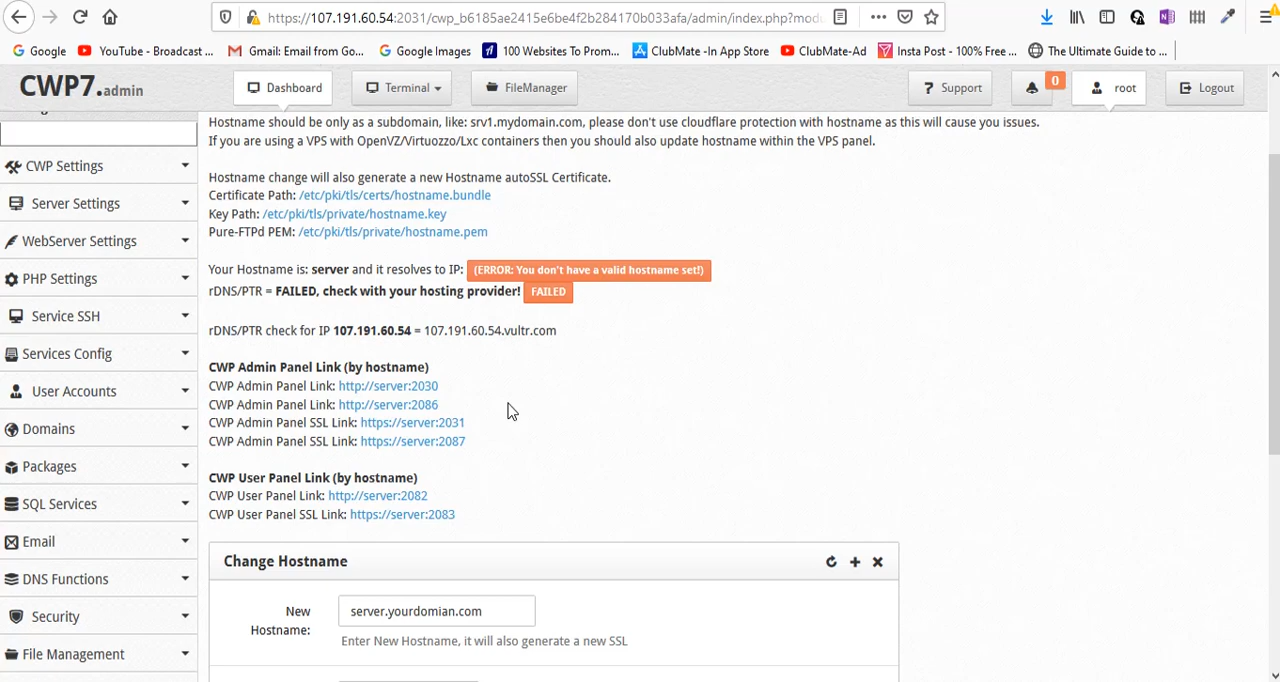 https://107.191.60.54:2031/cwp_b6185ae2415e6be4f2b284170b033afa/admin/index.php?modu
Google
YouTube - Broadcast ...
Gmail: Email from Go...
Google Images
100 Websites To Prom...
ClubMate -In App Store
ClubMate-Ad
Insta Post - 100% Free ...
The Ultimate Guide to ...
CWP7.admin
Dashboard
Terminal
FileManager
? Support
0
root
Logout
Hostname should be only as a subdomain, like: srv1.mydomain.com, please don't use cloudflare protection with hostname as this will cause you issues.
If you are using a VPS with OpenVZ/Virtuozzo/Lxc containers then you should also update hostname within the VPS panel.
Hostname change will also generate a new Hostname autoSSL Certificate.
Certificate Path: /etc/pki/tls/certs/hostname.bundle
Key Path: /etc/pki/tls/private/hostname.key
Pure-FTPd PEM: /etc/pki/tls/private/hostname.pem
Your Hostname is: server and it resolves to IP: (ERROR: You don't have a valid hostname set!)
rDNS/PTR = FAILED, check with your hosting provider! FAILED
rDNS/PTR check for IP 107.191.60.54 = 107.191.60.54.vultr.com
CWP Admin Panel Link (by hostname)
CWP Admin Panel Link: http://server:2030
CWP Admin Panel Link: http://server:2086
CWP Admin Panel SSL Link: https://server:2031
CWP Admin Panel SSL Link: https://server:2087
CWP User Panel Link (by hostname)
CWP User Panel Link: http://server:2082
CWP User Panel SSL Link: https://server:2083
Change Hostname
New
Hostname:
server.yourdomian.com
Enter New Hostname, it will also generate a new SSL
CWP Settings
Server Settings
WebServer Settings
PHP Settings
Service SSH
Services Config
User Accounts
Domains
Packages
SQL Services
Email
DNS Functions
Security
File Management